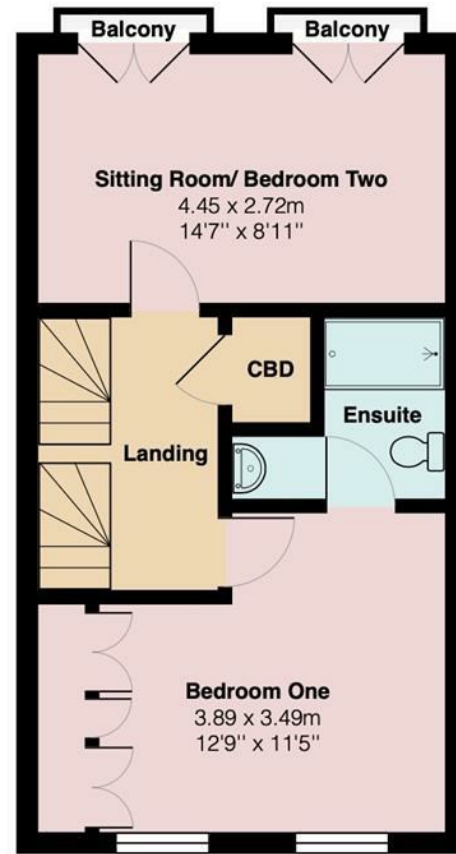 Balcony
Balcony
Sitting Room/ Bedroom Two
4.45 x 2.72m
14'7'' x 8'11''
CBD
Ensuite
Landing
Bedroom One
3.89 x 3.49m
12'9'' x 11'5''